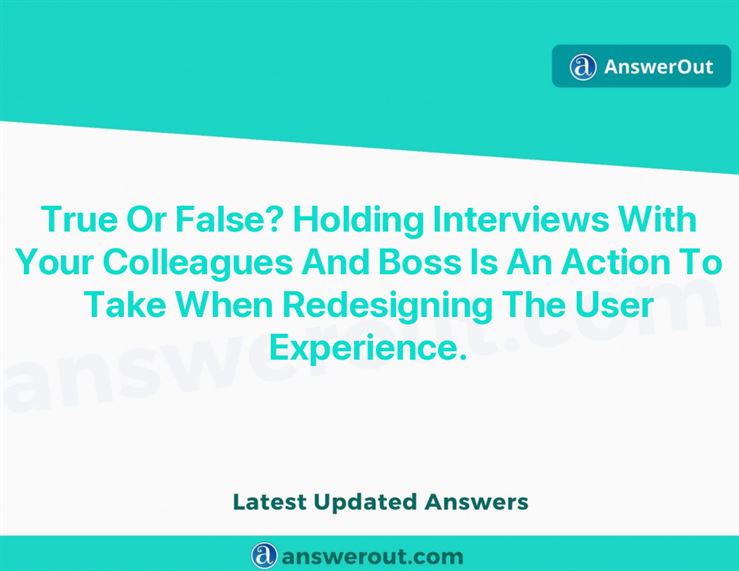 AnswerOut
True Or False? Holding Interviews With
Your Colleagues And Boss Is An Action To
Take When Redesigning The User
Experience.
answerout.com
Latest Updated Answers
answerout.com